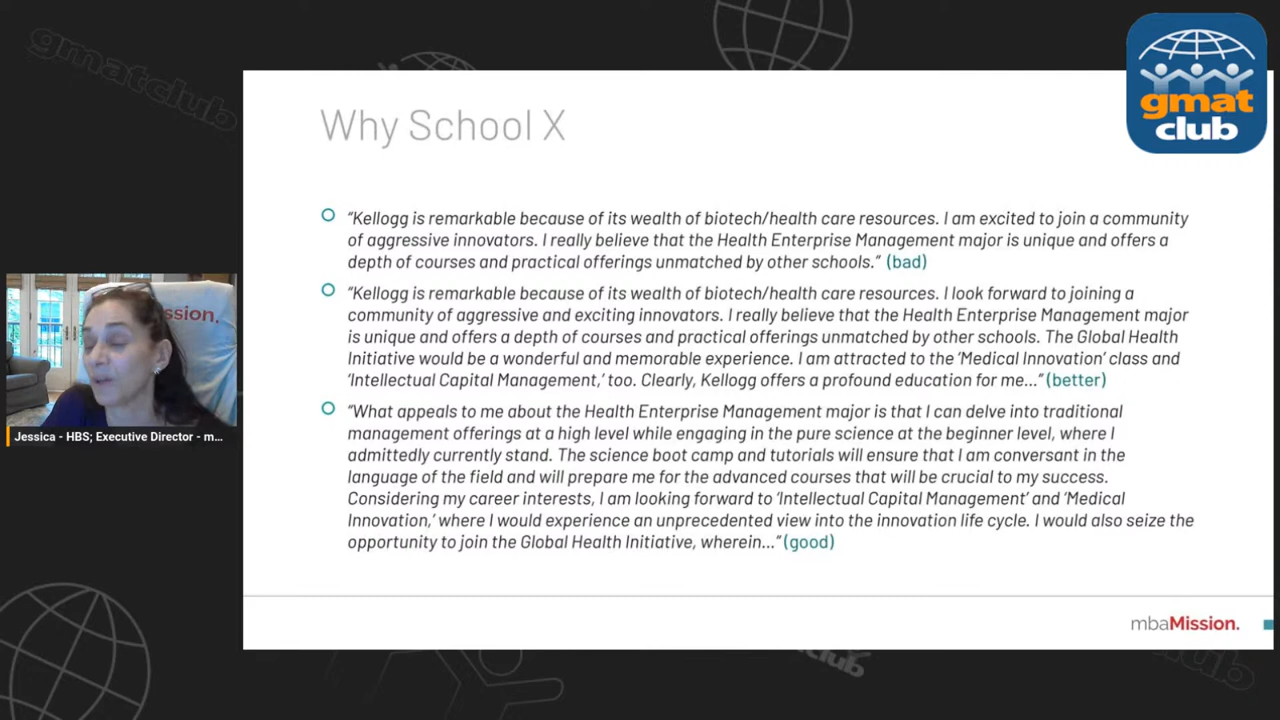 gmatclub
gmat
club
Why School X
"Kellogg is remarkable because of its wealth of biotech/health care resources. I am excited to join a community
of aggressive innovators. I really believe that the Health Enterprise Management major is unique and offers a
depth of courses and practical offerings unmatched by other schools." (bad)
"Kellogg is remarkable because of its wealth of biotech/health care resources. I look forward to joining a
community of aggressive and exciting innovators. I really believe that the Health Enterprise Management major
is unique and offers a depth of courses and practical offerings unmatched by other schools. The Global Health
Initiative would be a wonderful and memorable experience. I am attracted to the 'Medical Innovation' class and
'Intellectual Capital Management,' too. Clearly, Kellogg offers a profound education for me..." (better)
"What appeals to me about the Health Enterprise Management major is that I can delve into traditional
management offerings at a high level while engaging in the pure science at the beginner level, where I
admittedly currently stand. The science boot camp and tutorials will ensure that I am conversant in the
language of the field and will prepare me for the advanced courses that will be crucial to my success.
Considering my career interests, I am looking forward to 'Intellectual Capital Management' and 'Medical
Innovation,' where I would experience an unprecedented view into the innovation life cycle. I would also seize the
opportunity to join the Global Health Initiative, wherein..." (good)
ssion.
Jessica - HBS; Executive Director - m...
mbaMission.
club